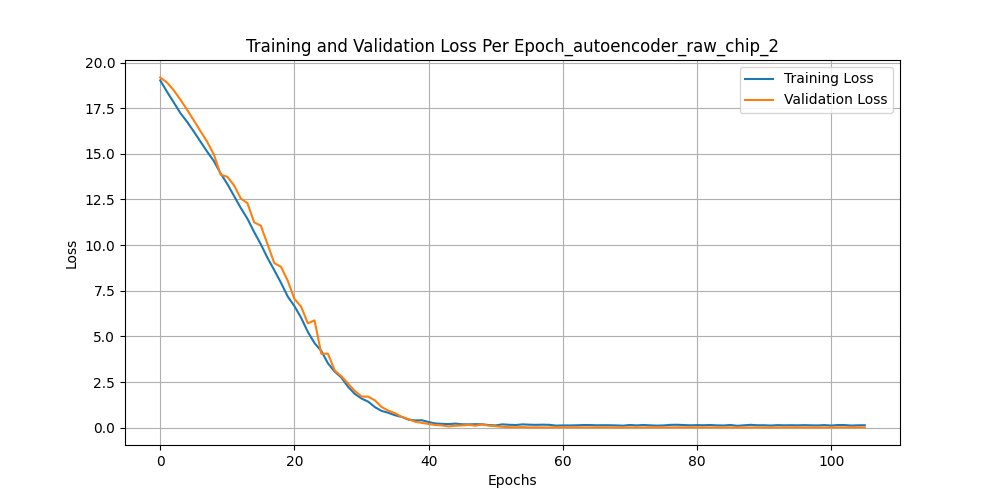 Training and Validation Loss Per Epoch_autoencoder_raw_chip_2
Training Loss
Validation Loss
20.0
17.5
15.0
12.5
10.0
7.5
5.0
2.5
0.0
Loss
0 20 40 60 80 100
Epochs